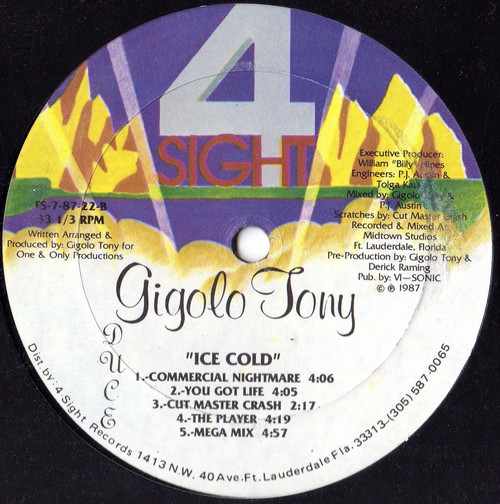 4
SIGHT
FS-7-87-22-B
33 1/3 RPM
Written Arranged &
Produced by: Gigolo Tony for
One & Only Productions
Executive Producer:
William "Billy" Hines
Engineers: P.J. Austin &
Tolga Katas
Mixed by: Gigolo Tony &
P.J. Austin
Scratches by: Cut Master Crash
Recorded & Mixed At:
Midtown Studios
Ft. Lauderdale, Florida
Pre-Production by: Gigolo Tony &
Derick Raming
Pub. by: VI-SONIC
© ℗ 1987
Gigolo Tony
DUCE
"ICE COLD"
1.-COMMERCIAL NIGHTMARE 4:06
2.-YOU GOT LIFE 4:05
3.-CUT MASTER CRASH 2:17
4.-THE PLAYER 4:19
5.-MEGA MIX 4:57
Dist. by: 4 Sight Records 1413 N.W. 40 Ave. Ft. Lauderdale Fla. 33313-(305) 587-0065